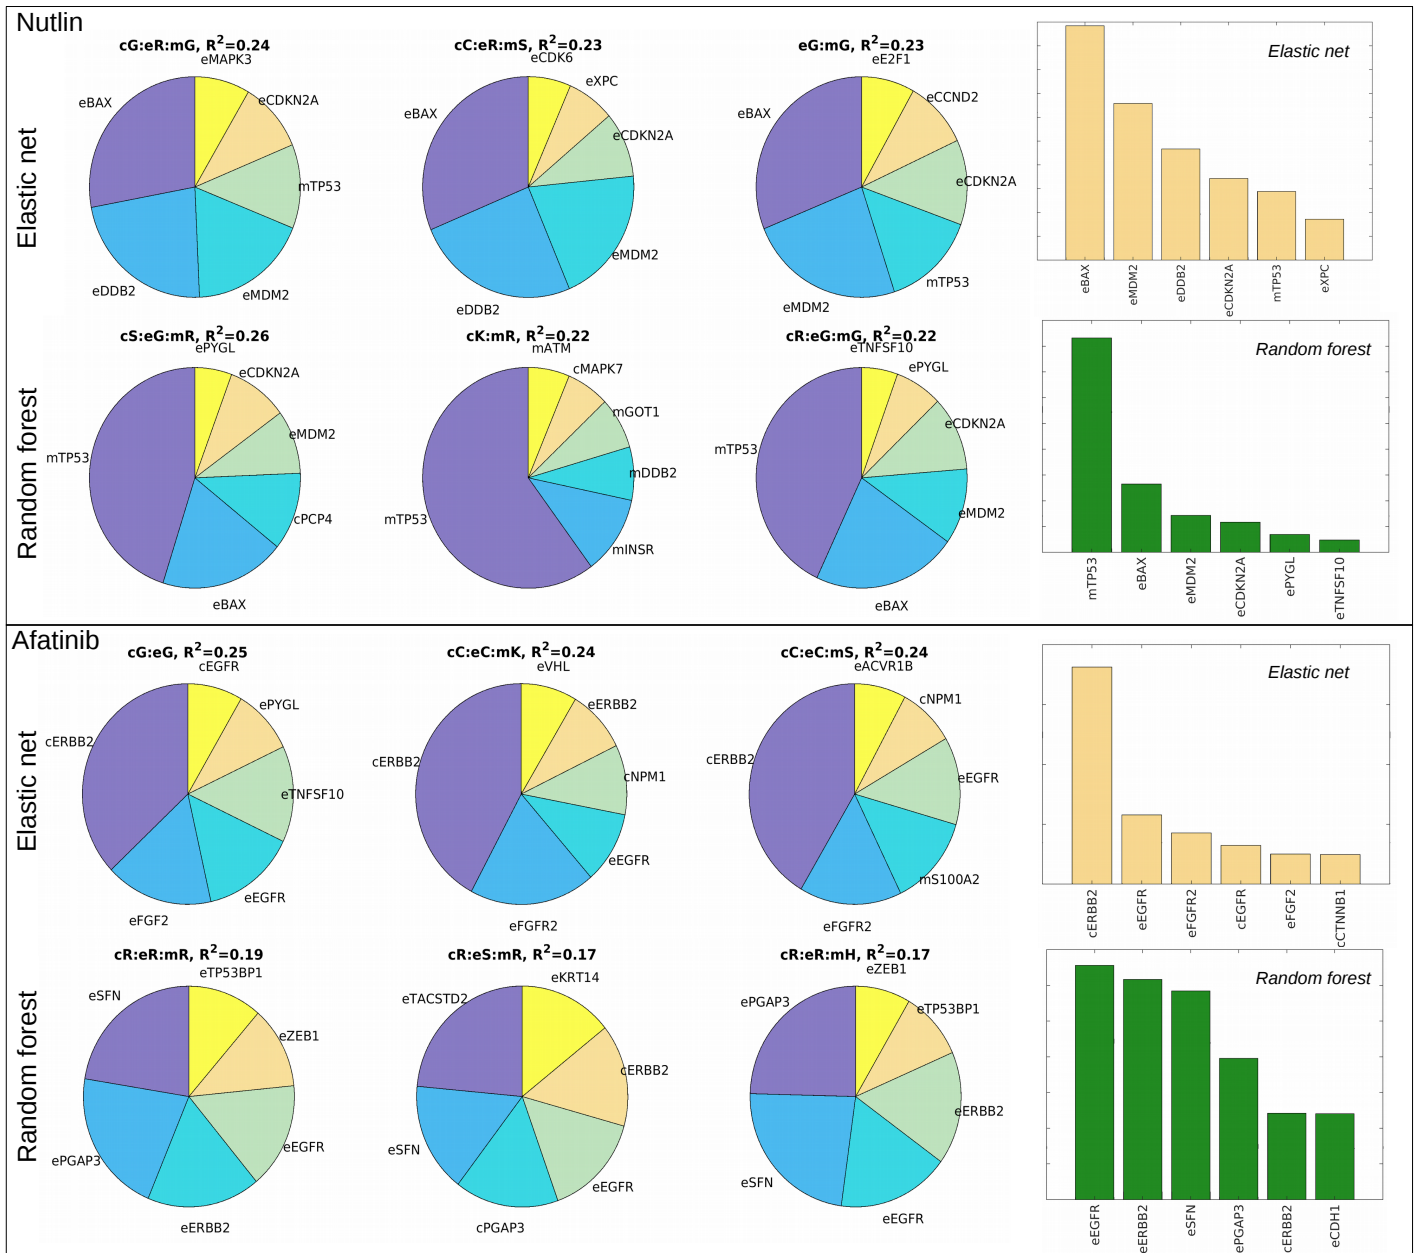 Nutlin
Elastic net
cG:eR:mG, R²=0.24
eMAPK3
eCDKN2A
mTP53
eMDM2
eDDB2
eBAX
cC:eR:mS, R²=0.23
eCDK6
eXPC
eCDKN2A
eMDM2
eDDB2
eBAX
eG:mG, R²=0.23
eE2F1
eCCND2
eCDKN2A
mTP53
eMDM2
eBAX
Elastic net
eBAX
eMDM2
eDDB2
eCDKN2A
mTP53
eXPC
Random forest
cS:eG:mR, R²=0.26
ePYGL
eCDKN2A
eMDM2
cPCP4
eBAX
mTP53
cK:mR, R²=0.22
mATM
cMAPK7
mGOT1
mDDB2
mINSR
mTP53
cR:eG:mG, R²=0.22
eTNFSF10
ePYGL
eCDKN2A
eMDM2
eBAX
mTP53
Random forest
mTP53
eBAX
eMDM2
eCDKN2A
ePYGL
eTNFSF10
Afatinib
Elastic net
cG:eG, R²=0.25
cEGFR
ePYGL
eTNFSF10
eEGFR
eFGF2
cERBB2
cC:eC:mK, R²=0.24
eVHL
eERBB2
cNPM1
eEGFR
eFGFR2
cERBB2
cC:eC:mS, R²=0.24
eACVR1B
cNPM1
eEGFR
mS100A2
eFGFR2
cERBB2
Elastic net
cERBB2
eEGFR
eFGFR2
cEGFR
eFGF2
cCTNNB1
Random forest
cR:eR:mR, R²=0.19
eTP53BP1
eZEB1
eEGFR
eERBB2
ePGAP3
eSFN
cR:eS:mR, R²=0.17
eKRT14
cERBB2
eEGFR
cPGAP3
eSFN
eTACSTD2
cR:eR:mH, R²=0.17
eZEB1
eTP53BP1
eERBB2
eEGFR
eSFN
ePGAP3
Random forest
eEGFR
eERBB2
eSFN
ePGAP3
cERBB2
eCDH1